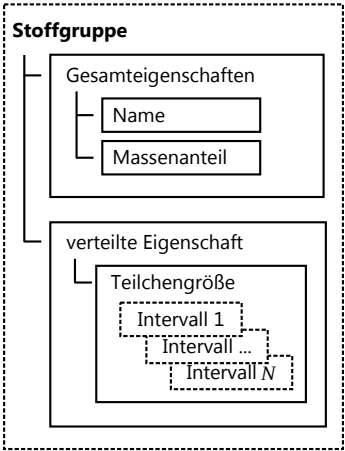 Stoffgruppe
Gesamteigenschaften
Name
Massenanteil
verteilte Eigenschaft
Teilchengröße
Intervall 1
Intervall ...
Intervall N